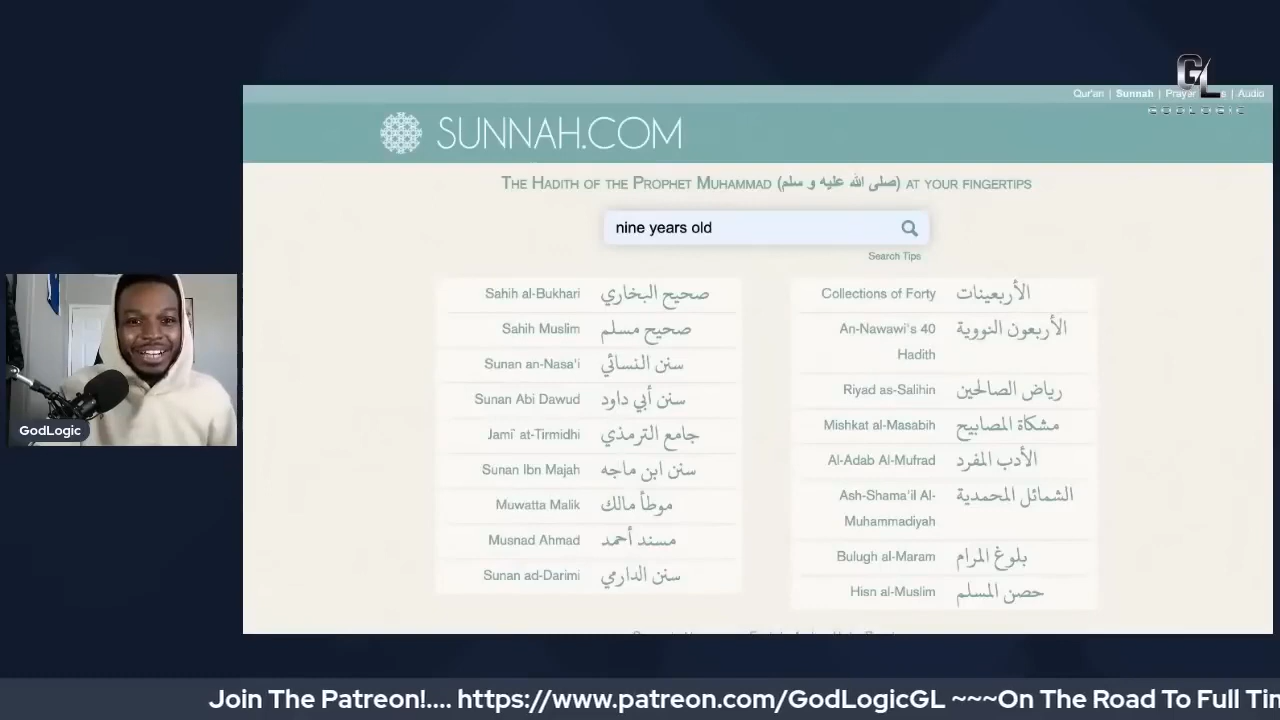 Qur'an | Sunnah | Prayer
s | Audio
GL
GODLOGIC
SUNNAH.COM
The Hadith of the Prophet Muhammad (صلى الله عليه و سلم) at your fingertips
nine years old
Search Tips
Sahih al-Bukhari صحيح البخاري
Sahih Muslim صحيح مسلم
Sunan an-Nasa'i سنن النسائي
Sunan Abi Dawud سنن أبي داود
Jami` at-Tirmidhi جامع الترمذي
Sunan Ibn Majah سنن ابن ماجه
Muwatta Malik موطأ مالك
Musnad Ahmad مسند أحمد
Sunan ad-Darimi سنن الدارمي
Collections of Forty الأربعينات
An-Nawawi's 40 الأربعون النووية
Hadith
Riyad as-Salihin رياض الصالحين
Mishkat al-Masabih مشكاة المصابيح
Al-Adab Al-Mufrad الأدب المفرد
Ash-Shama'il Al- الشمائل المحمدية
Muhammadiyah
Bulugh al-Maram بلوغ المرام
Hisn al-Muslim حصن المسلم
GodLogic
Join The Patreon!.... https://www.patreon.com/GodLogicGL ~~~On The Road To Full Tin